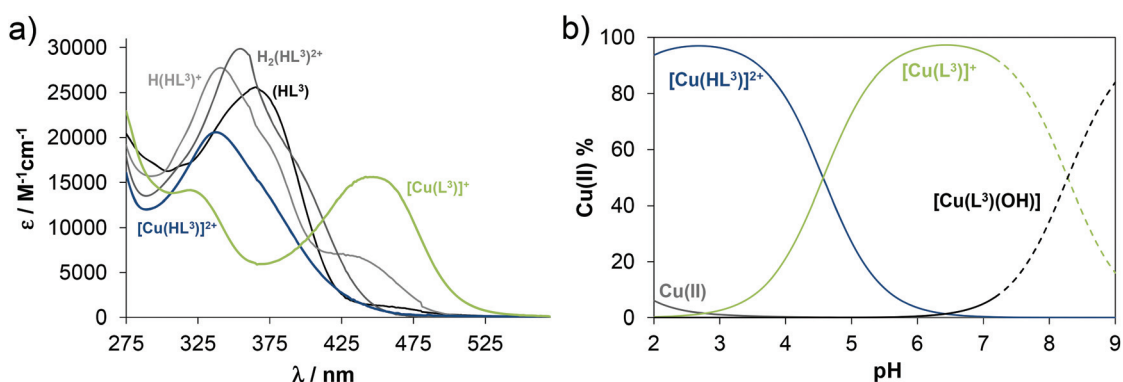 a)
30000
25000
20000
15000
10000
5000
0
ε / M⁻¹cm⁻¹
275
325
375
425
475
525
λ / nm
H(HL³)⁺
H₂(HL³)²⁺
(HL³)
[Cu(L³)]⁺
[Cu(HL³)]²⁺
b)
100
80
60
40
20
0
Cu(II) %
2
3
4
5
6
7
8
9
pH
[Cu(HL³)]²⁺
[Cu(L³)]⁺
[Cu(L³)(OH)]
Cu(II)